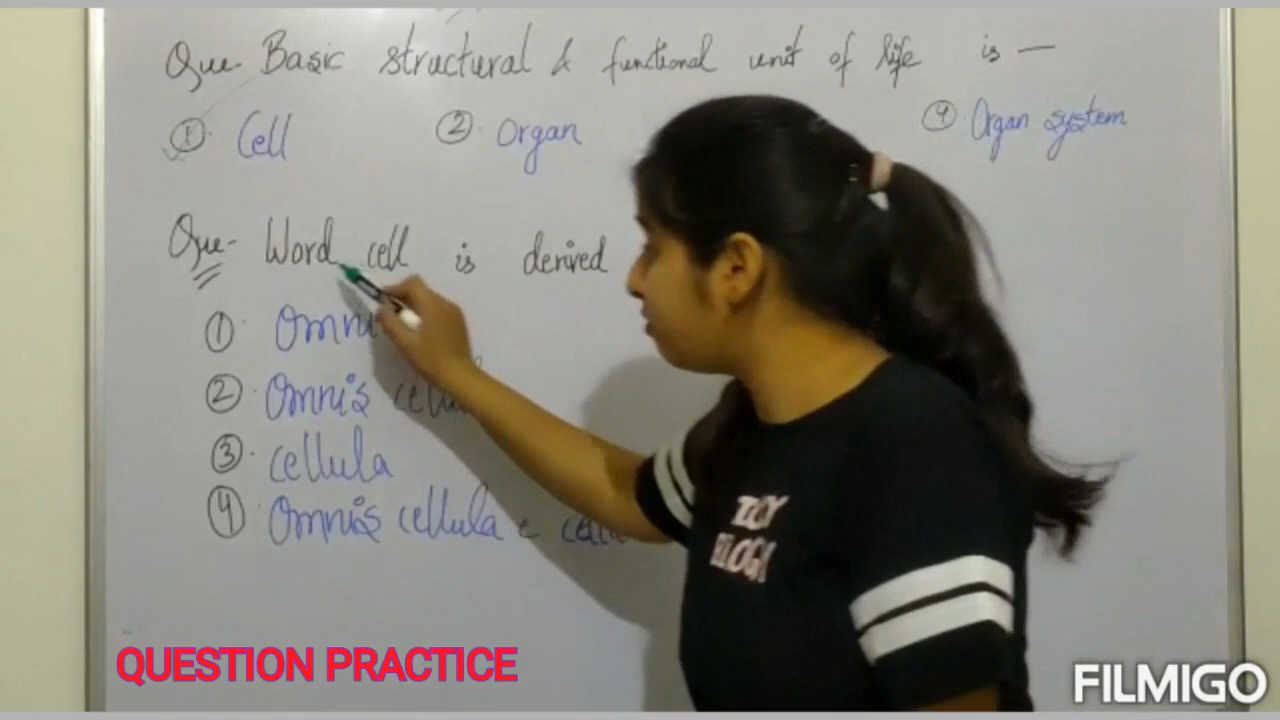 Que- Basic structural & functional unit of life is —
① Cell ② Organ ④ Organ system
Que- Word cell is derived
① Omni
② Omnis
③ cellula
④ Omnis cellula e
QUESTION PRACTICE
FILMIGO